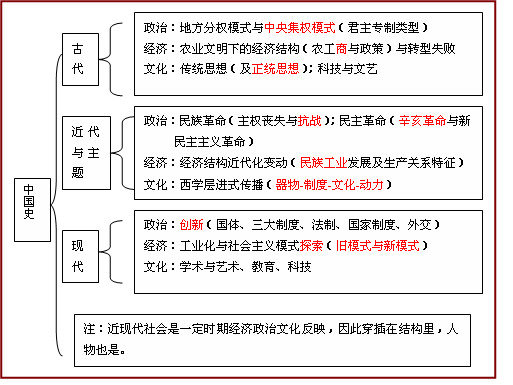 中国史
古代
政治：地方分权模式与中央集权模式（君主专制类型）
经济：农业文明下的经济结构（农工商与政策）与转型失败
文化：传统思想（及正统思想）；科技与文艺
近代
与主
题
政治：民族革命（主权丧失与抗战）；民主革命（辛亥革命与新
民主主义革命）
经济：经济结构近代化变动（民族工业发展及生产关系特征）
文化：西学层进式传播（器物-制度-文化-动力）
现代
政治：创新（国体、三大制度、法制、国家制度、外交）
经济：工业化与社会主义模式探索（旧模式与新模式）
文化：学术与艺术、教育、科技
注：近现代社会是一定时期经济政治文化反映，因此穿插在结构里，人
物也是。